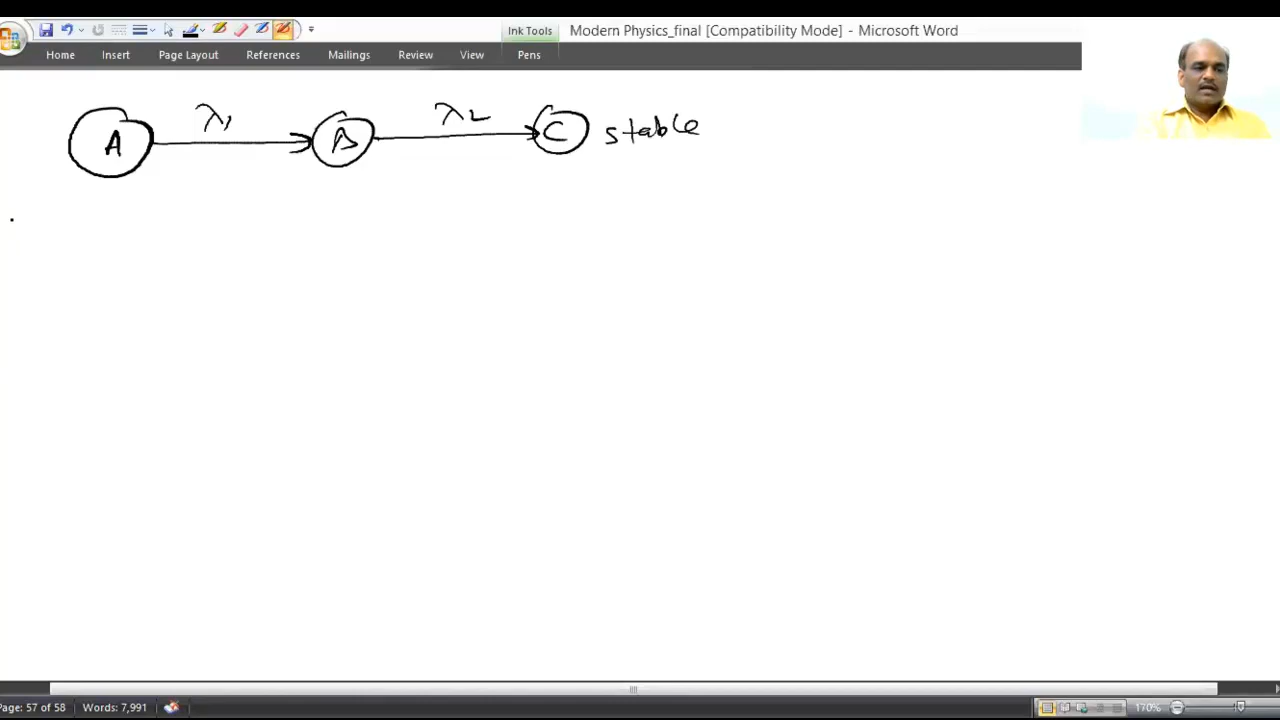 Ink Tools Modern Physics_final [Compatibility Mode] - Microsoft Word
Home Insert Page Layout References Mailings Review View Pens
λ1 λ2
A B C stable
Page: 57 of 58 Words: 7,991 170%